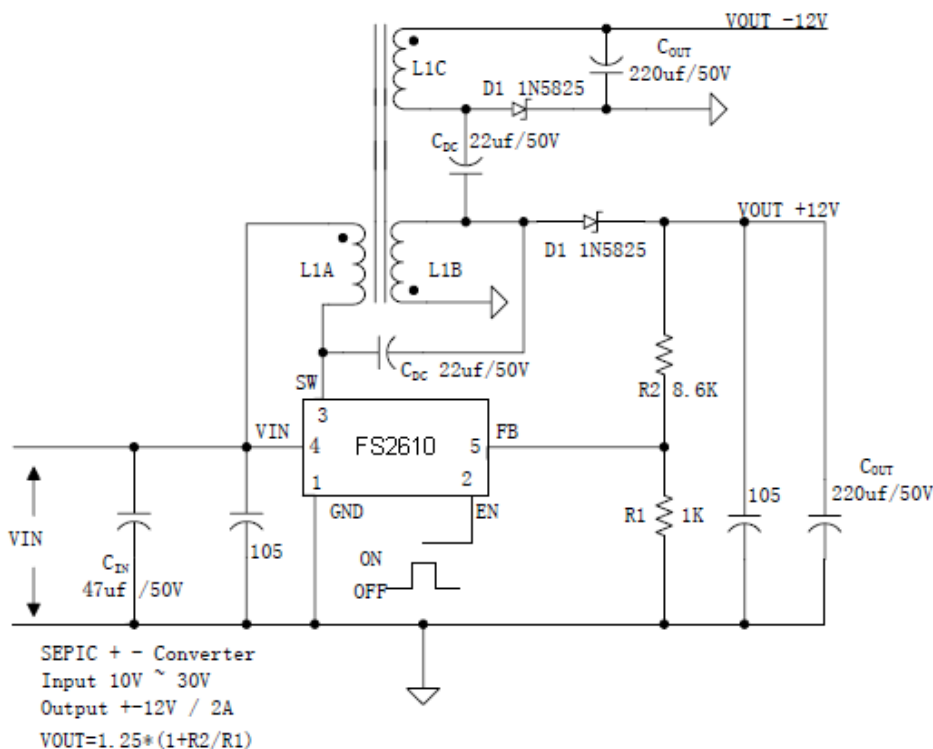 VOUT -12V
COUT
220uf/50V
L1C
D1 1N5825
CDC 22uf/50V
VOUT +12V
D1 1N5825
L1A
L1B
CDC 22uf/50V
SW
R2 8.6K
3
VIN
4
FS2610
5
FB
1
2
GND
EN
COUT
220uf/50V
105
R1
1K
VIN
105
CIN
47uf /50V
ON
OFF
SEPIC + - Converter
Input 10V ~ 30V
Output +-12V / 2A
VOUT=1.25*(1+R2/R1)